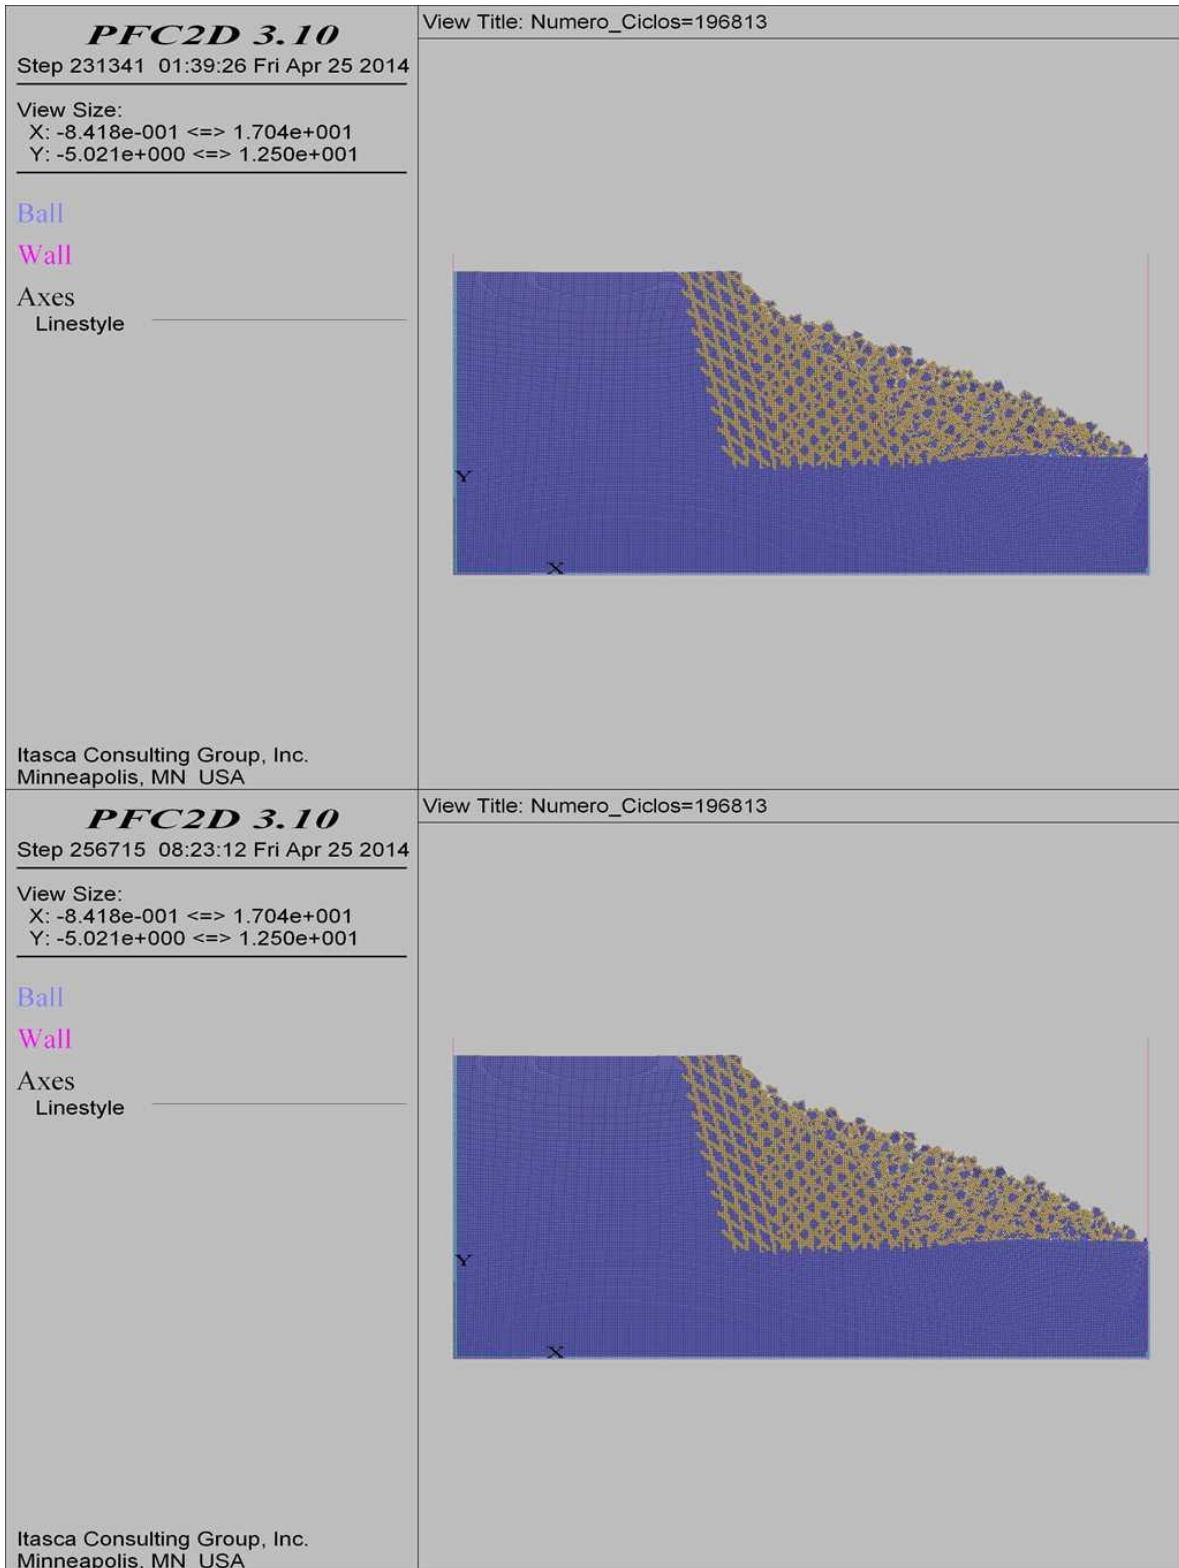 PFC2D 3.10
Step 231341 01:39:26 Fri Apr 25 2014
View Size:
X: -8.418e-001 <=> 1.704e+001
Y: -5.021e+000 <=> 1.250e+001
Ball
Wall
Axes
Linestyle
Itasca Consulting Group, Inc.
Minneapolis, MN USA
View Title: Numero_Ciclos=196813
Y
X
PFC2D 3.10
Step 256715 08:23:12 Fri Apr 25 2014
View Size:
X: -8.418e-001 <=> 1.704e+001
Y: -5.021e+000 <=> 1.250e+001
Ball
Wall
Axes
Linestyle
Itasca Consulting Group, Inc.
Minneapolis, MN USA
View Title: Numero_Ciclos=196813
Y
X